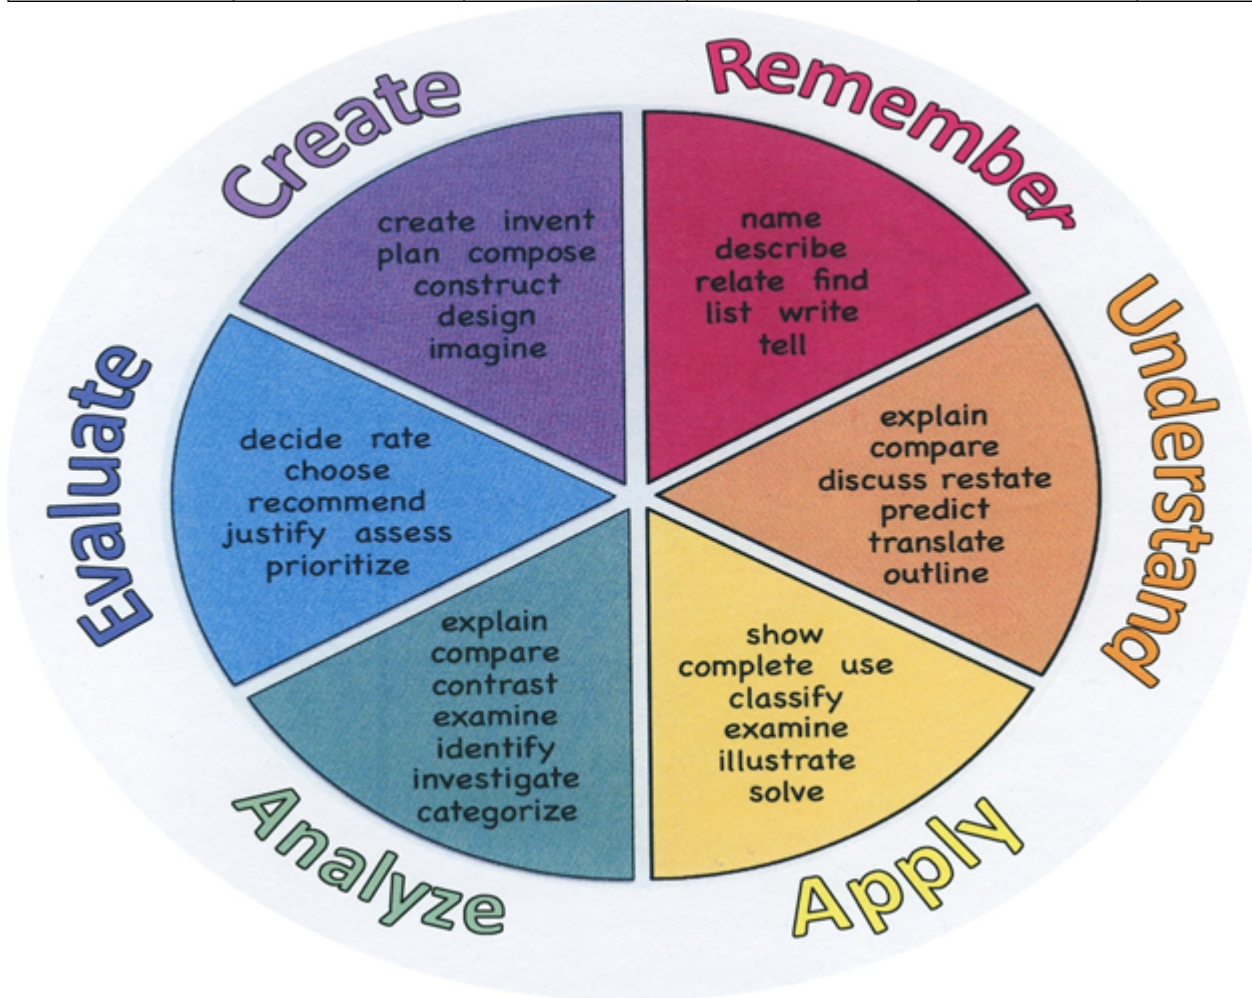 Remember
name
describe
relate find
list write
tell
Understand
explain
compare
discuss restate
predict
translate
outline
Apply
show
complete use
classify
examine
illustrate
solve
Analyze
explain
compare
contrast
examine
identify
investigate
categorize
Evaluate
decide rate
choose
recommend
justify assess
prioritize
Create
create invent
plan compose
construct
design
imagine